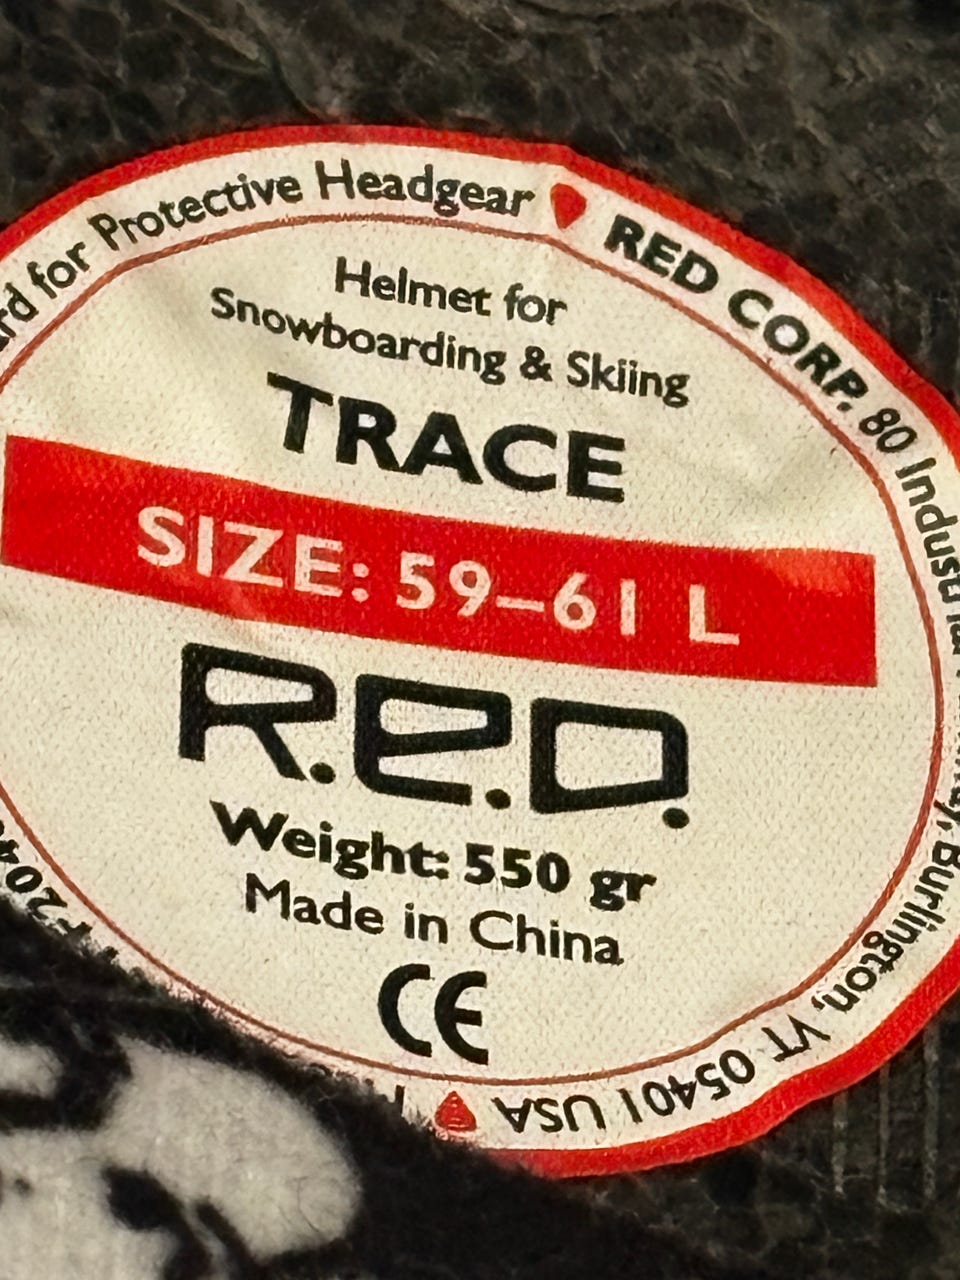 for Protective Headgear
RED CORP. 80 Industrial Burlington, VT 05401 USA
Helmet for
Snowboarding & Skiing
TRACE
SIZE: 59–61 L
R.e.D.
Weight: 550 gr
Made in China
CE